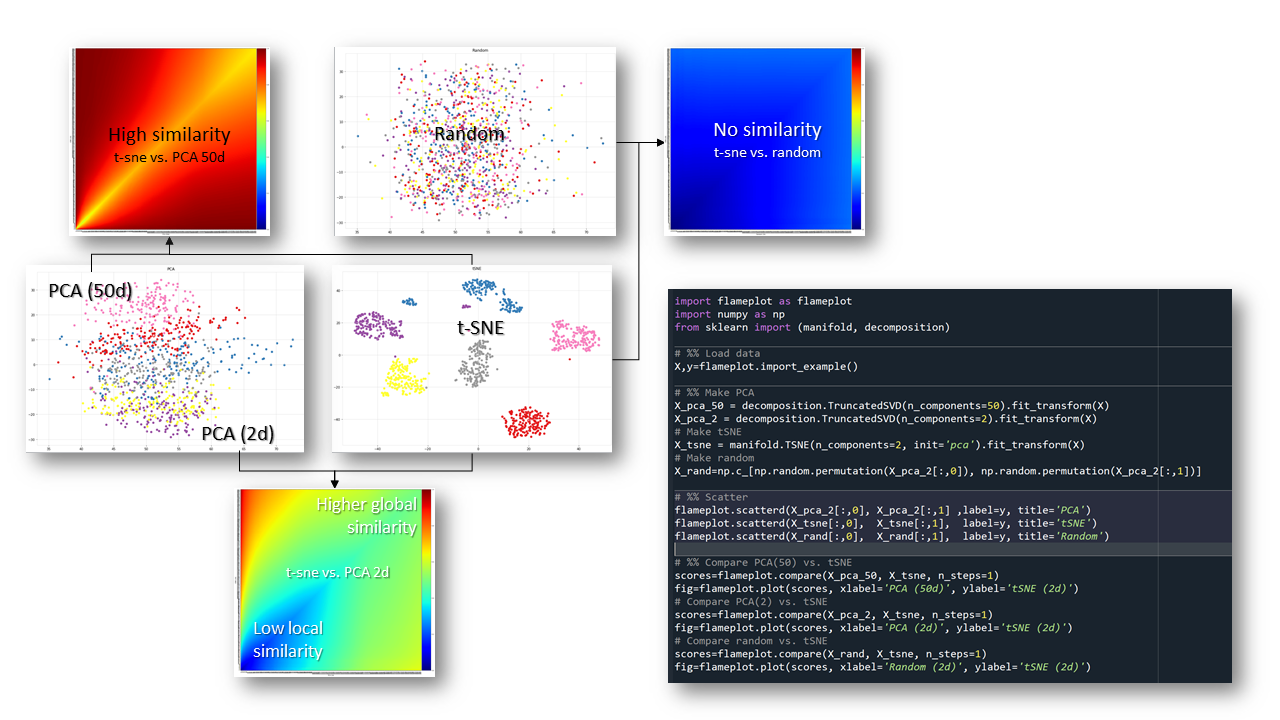 High similarity
t-sne vs. PCA 50d
Random
Random
No similarity
t-sne vs. random
PCA
PCA (50d)
PCA (2d)
tSNE
t-SNE
Higher global
similarity
t-sne vs. PCA 2d
Low local
similarity
import flameplot as flameplot
import numpy as np
from sklearn import (manifold, decomposition)
# %% Load data
X,y=flameplot.import_example()
# %% Make PCA
X_pca_50 = decomposition.TruncatedSVD(n_components=50).fit_transform(X)
X_pca_2 = decomposition.TruncatedSVD(n_components=2).fit_transform(X)
# Make tSNE
X_tsne = manifold.TSNE(n_components=2, init='pca').fit_transform(X)
# Make random
X_rand=np.c_[np.random.permutation(X_pca_2[:,0]), np.random.permutation(X_pca_2[:,1])]
# %% Scatter
flameplot.scatterd(X_pca_2[:,0], X_pca_2[:,1] ,label=y, title='PCA')
flameplot.scatterd(X_tsne[:,0],  X_tsne[:,1],  label=y, title='tSNE')
flameplot.scatterd(X_rand[:,0],  X_rand[:,1],  label=y, title='Random')
# %% Compare PCA(50) vs. tSNE
scores=flameplot.compare(X_pca_50, X_tsne, n_steps=1)
fig=flameplot.plot(scores, xlabel='PCA (50d)', ylabel='tSNE (2d)')
# Compare PCA(2) vs. tSNE
scores=flameplot.compare(X_pca_2, X_tsne, n_steps=1)
fig=flameplot.plot(scores, xlabel='PCA (2d)', ylabel='tSNE (2d)')
# Compare random vs. tSNE
scores=flameplot.compare(X_rand, X_tsne, n_steps=1)
fig=flameplot.plot(scores, xlabel='Random (2d)', ylabel='tSNE (2d)')